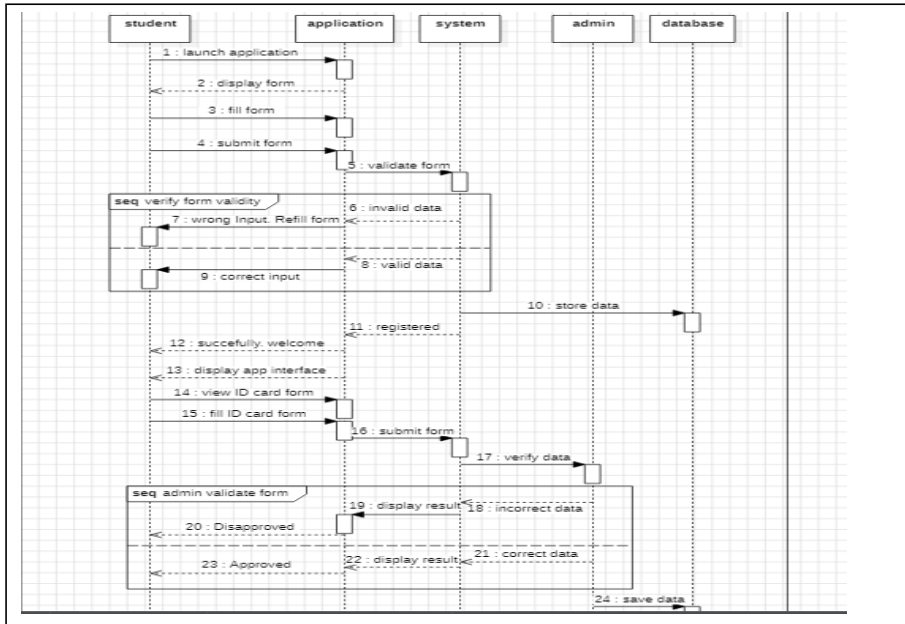 student application system admin database
1 : launch application
2 : display form
3 : fill form
4 : submit form
5 : validate form
seq verify form validity
6 : invalid data
7 : wrong Input. Refill form
8 : valid data
9 : correct input
10 : store data
11 : registered
12 : succefully. welcome
13 : display app interface
14 : view ID card form
15 : fill ID card form
16 : submit form
17 : verify data
seq admin validate form
19 : display result
18 : incorrect data
20 : Disapproved
21 : correct data
22 : display result
23 : Approved
24 : save data